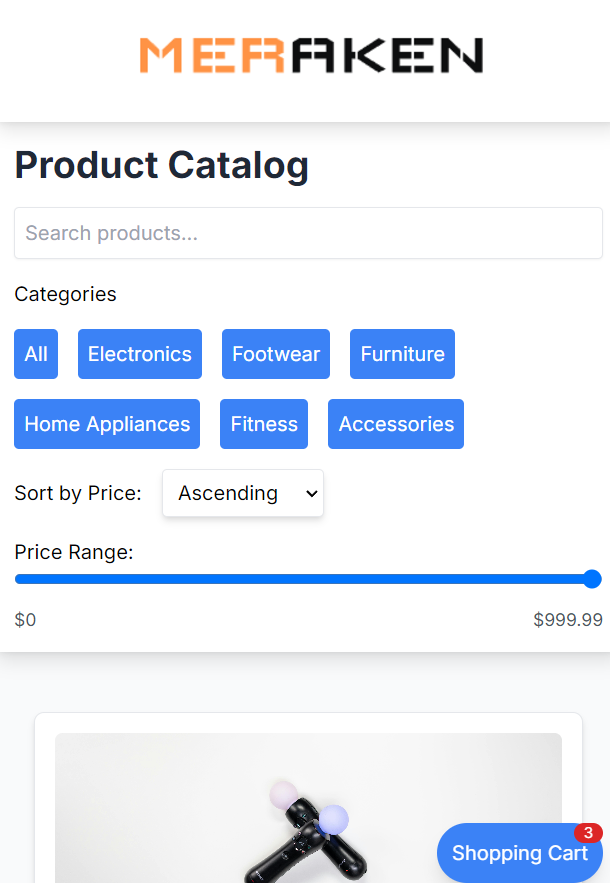 MERAKEN
Product Catalog
Search products...
Categories
All Electronics Footwear Furniture
Home Appliances Fitness Accessories
Sort by Price: Ascending
Price Range:
$0 $999.99
3
Shopping Cart